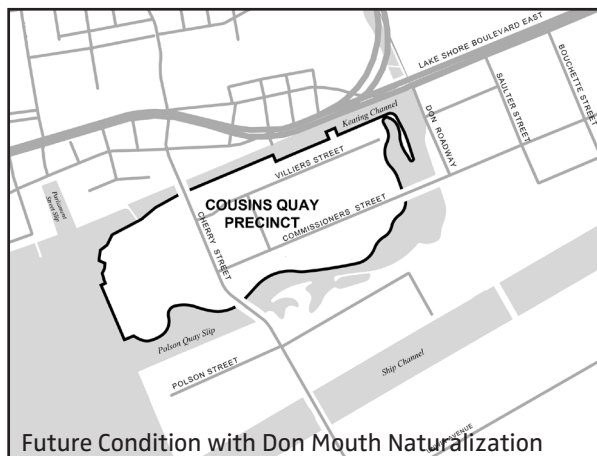 LAKE SHORE BOULEVARD EAST
BOUCHETTE STREET
SAULTER STREET
DON ROADWAY
Keating Channel
VILLIERS STREET
Parliament
Street Slip
COUSINS QUAY
PRECINCT
COMMISSIONERS STREET
CHERRY STREET
Polson Quay Slip
POLSON STREET
Ship Channel
AVENUE
Future Condition with Don Mouth Naturalization